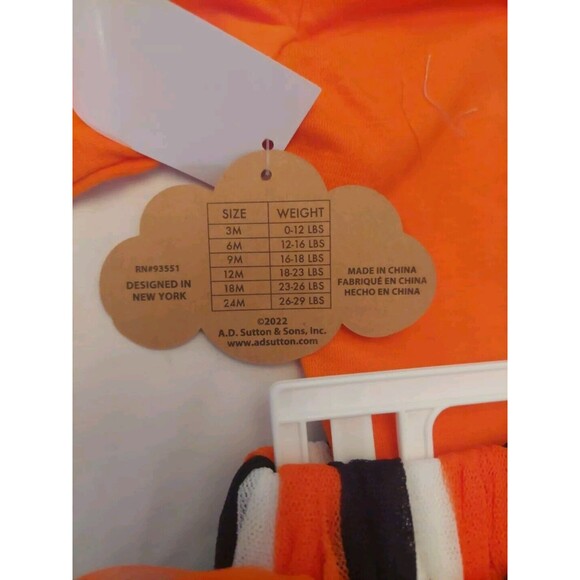 SIZE WEIGHT
3M 0-12 LBS
6M 12-16 LBS
9M 16-18 LBS
12M 18-23 LBS
18M 23-26 LBS
24M 26-29 LBS
RN#93551
DESIGNED IN
NEW YORK
MADE IN CHINA
FABRIQUÉ EN CHINA
HECHO EN CHINA
©2022
A.D. Sutton & Sons, Inc.
www.adsutton.com